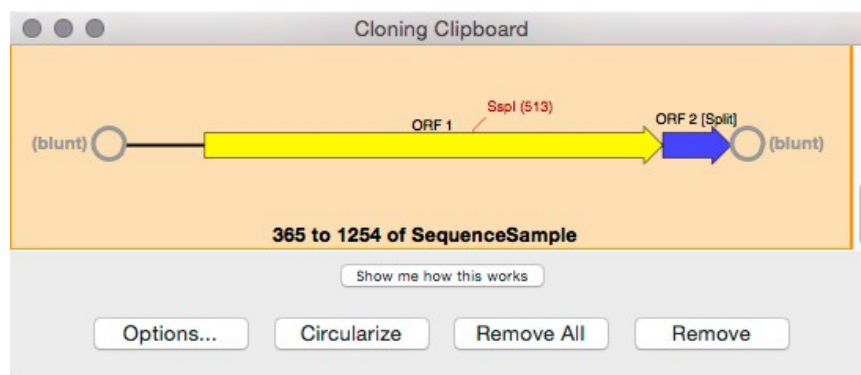 Cloning Clipboard
SspI (513)
ORF 1
ORF 2 [Split]
(blunt)
(blunt)
365 to 1254 of SequenceSample
Show me how this works
Options...
Circularize
Remove All
Remove